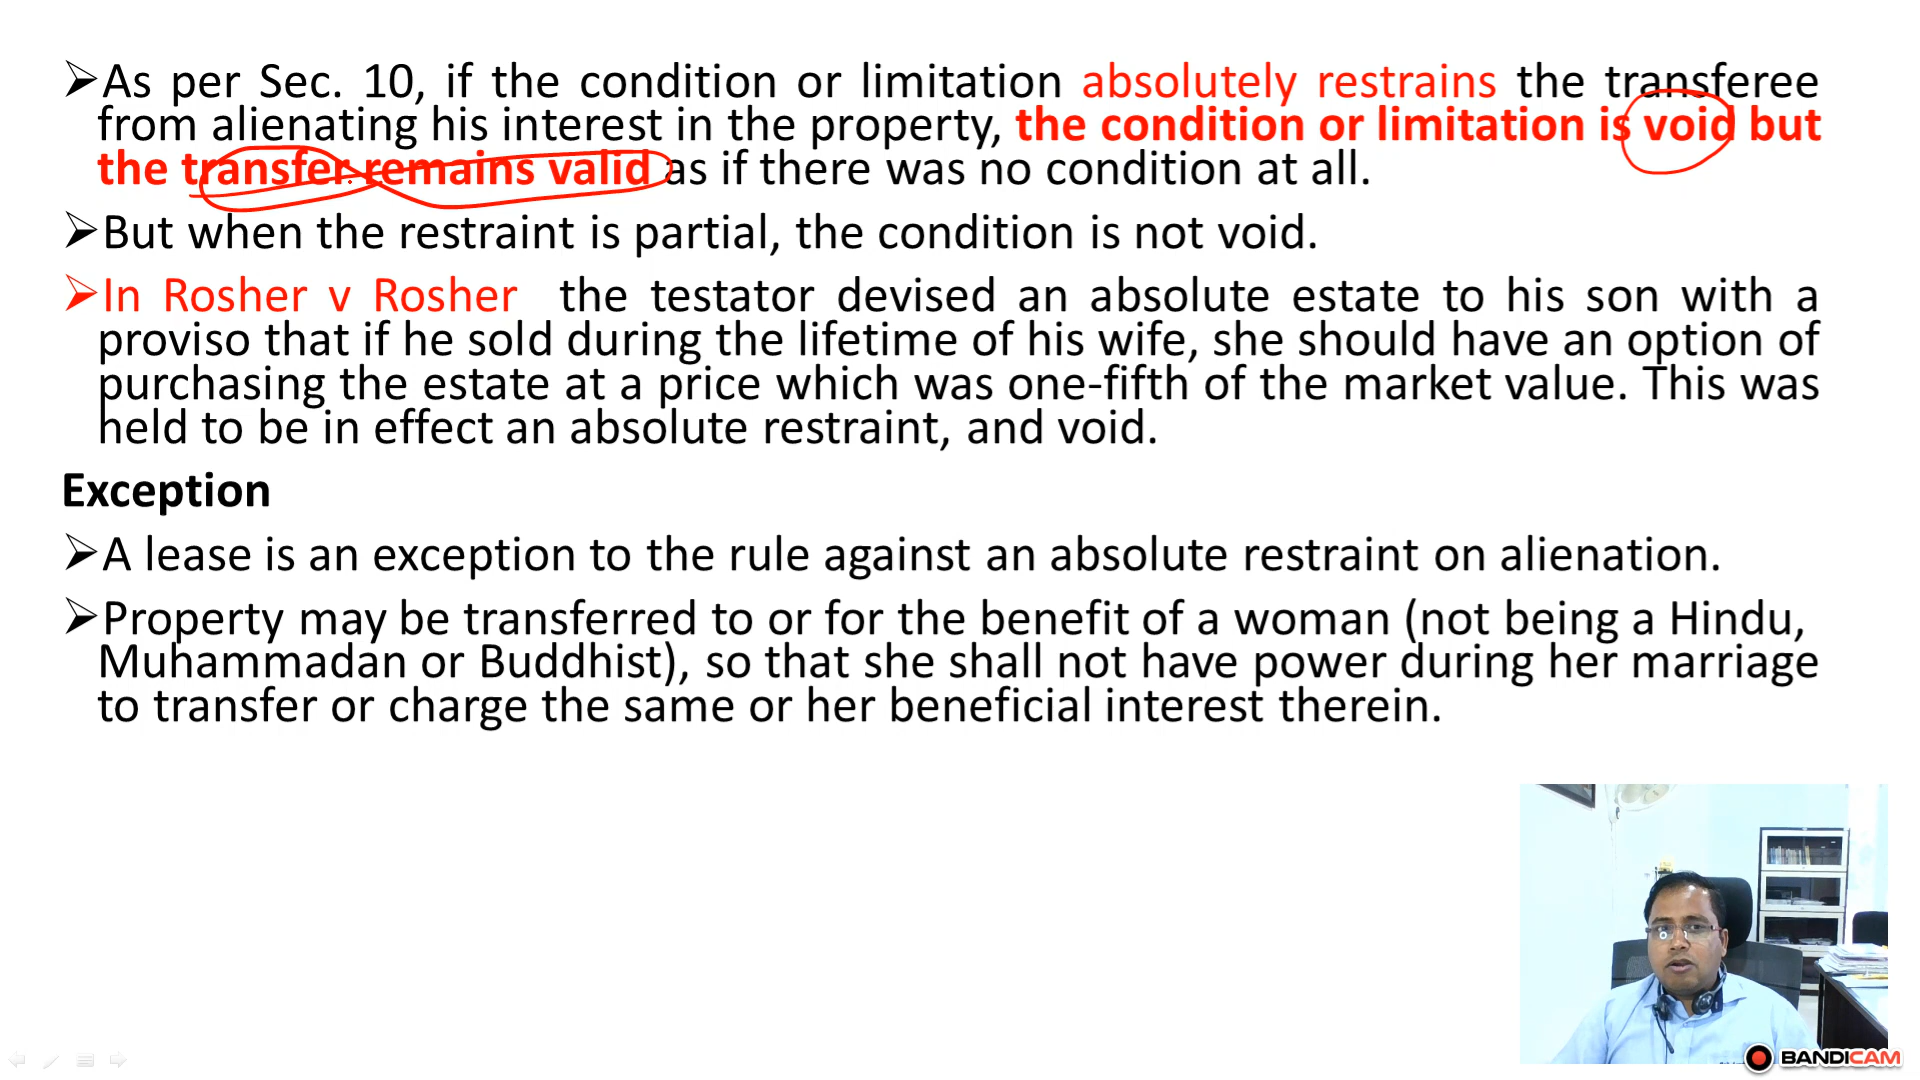 ➢As per Sec. 10, if the condition or limitation absolutely restrains the transferee
from alienating his interest in the property, the condition or limitation is void but
the transfer remains valid as if there was no condition at all.
➢But when the restraint is partial, the condition is not void.
➢In Rosher v Rosher the testator devised an absolute estate to his son with a
proviso that if he sold during the lifetime of his wife, she should have an option of
purchasing the estate at a price which was one-fifth of the market value. This was
held to be in effect an absolute restraint, and void.
Exception
➢A lease is an exception to the rule against an absolute restraint on alienation.
➢Property may be transferred to or for the benefit of a woman (not being a Hindu,
Muhammadan or Buddhist), so that she shall not have power during her marriage
to transfer or charge the same or her beneficial interest therein.
BANDICAM